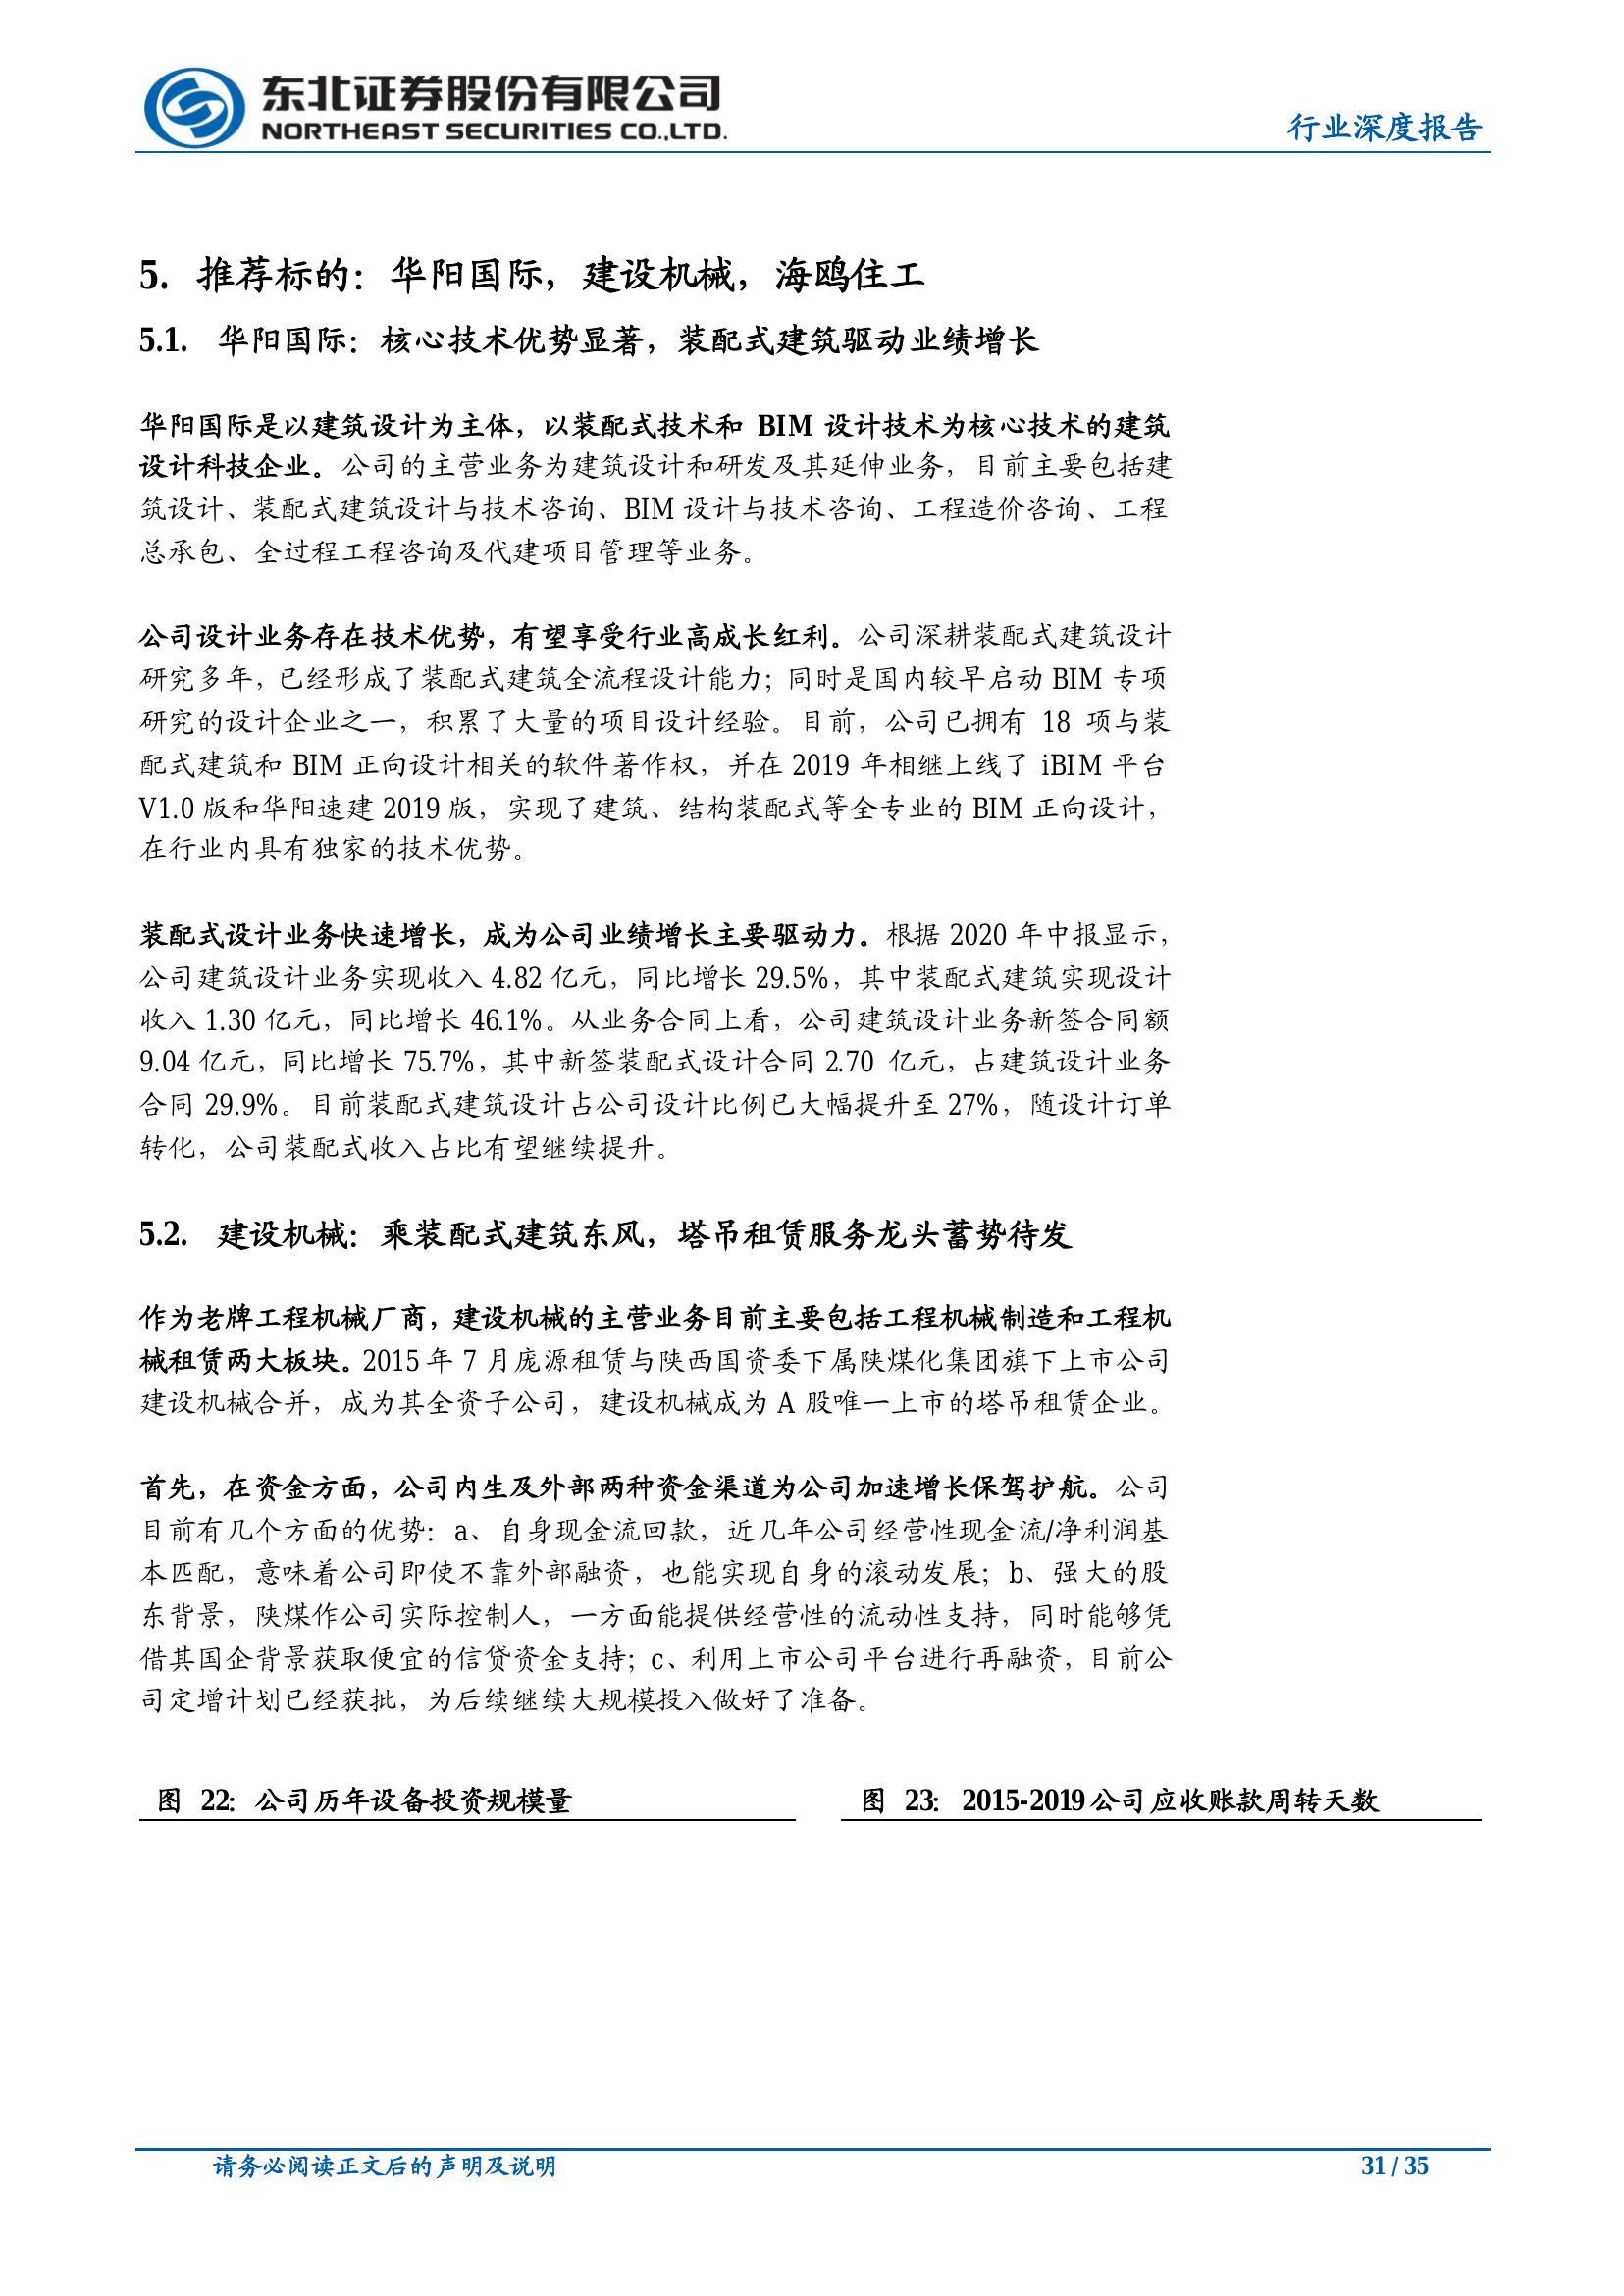 东北证券股份有限公司
NORTHEAST SECURITIES CO.,LTD.
行业深度报告
5. 推荐标的：华阳国际，建设机械，海鸥住工
5.1. 华阳国际：核心技术优势显著，装配式建筑驱动业绩增长
华阳国际是以建筑设计为主体，以装配式技术和 BIM 设计技术为核心技术的建筑
设计科技企业。公司的主营业务为建筑设计和研发及其延伸业务，目前主要包括建
筑设计、装配式建筑设计与技术咨询、BIM 设计与技术咨询、工程造价咨询、工程
总承包、全过程工程咨询及代建项目管理等业务。
公司设计业务存在技术优势，有望享受行业高成长红利。公司深耕装配式建筑设计
研究多年，已经形成了装配式建筑全流程设计能力；同时是国内较早启动 BIM 专项
研究的设计企业之一，积累了大量的项目设计经验。目前，公司已拥有 18 项与装
配式建筑和 BIM 正向设计相关的软件著作权，并在 2019 年相继上线了 iBIM 平台
V1.0 版和华阳速建 2019 版，实现了建筑、结构装配式等全专业的 BIM 正向设计，
在行业内具有独家的技术优势。
装配式设计业务快速增长，成为公司业绩增长主要驱动力。根据 2020 年中报显示，
公司建筑设计业务实现收入 4.82 亿元，同比增长 29.5%，其中装配式建筑实现设计
收入 1.30 亿元，同比增长 46.1%。从业务合同上看，公司建筑设计业务新签合同额
9.04 亿元，同比增长 75.7%，其中新签装配式设计合同 2.70 亿元，占建筑设计业务
合同 29.9%。目前装配式建筑设计占公司设计比例已大幅提升至 27%，随设计订单
转化，公司装配式收入占比有望继续提升。
5.2. 建设机械：乘装配式建筑东风，塔吊租赁服务龙头蓄势待发
作为老牌工程机械厂商，建设机械的主营业务目前主要包括工程机械制造和工程机
械租赁两大板块。2015 年 7 月庞源租赁与陕西国资委下属陕煤化集团旗下上市公司
建设机械合并，成为其全资子公司，建设机械成为 A 股唯一上市的塔吊租赁企业。
首先，在资金方面，公司内生及外部两种资金渠道为公司加速增长保驾护航。公司
目前有几个方面的优势：a、自身现金流回款，近几年公司经营性现金流/净利润基
本匹配，意味着公司即使不靠外部融资，也能实现自身的滚动发展；b、强大的股
东背景，陕煤作公司实际控制人，一方面能提供经营性的流动性支持，同时能够凭
借其国企背景获取便宜的信贷资金支持；c、利用上市公司平台进行再融资，目前公
司定增计划已经获批，为后续继续大规模投入做好了准备。
图 22：公司历年设备投资规模量
图 23：2015-2019公司应收账款周转天数
请务必阅读正文后的声明及说明
31 / 35